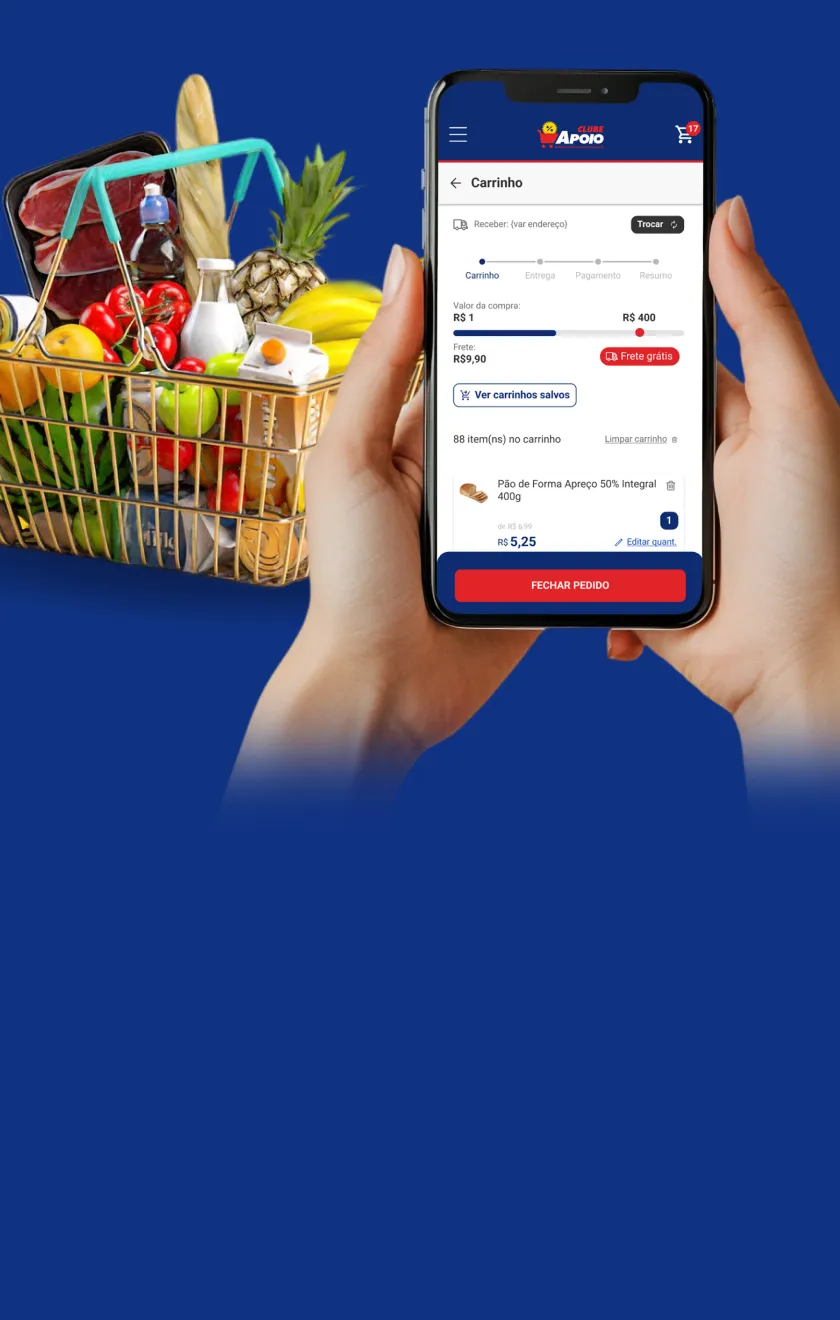 CLUBE
APOIO
17
Carrinho
Receber: {var endereço}
Trocar
Carrinho
Entrega
Pagamento
Resumo
Valor da compra:
R$ 1
R$ 400
Frete:
R$9,90
Frete grátis
Ver carrinhos salvos
88 item(ns) no carrinho
Limpar carrinho
Pão de Forma Apreço 50% Integral
400g
1
de R$ 6,99
R$ 5,25
Editar quant.
FECHAR PEDIDO